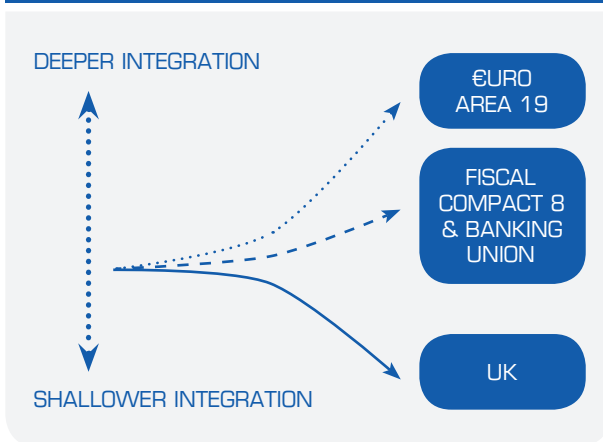 DEEPER INTEGRATION
€URO
AREA 19
FISCAL
COMPACT 8
& BANKING
UNION
UK
SHALLOWER INTEGRATION